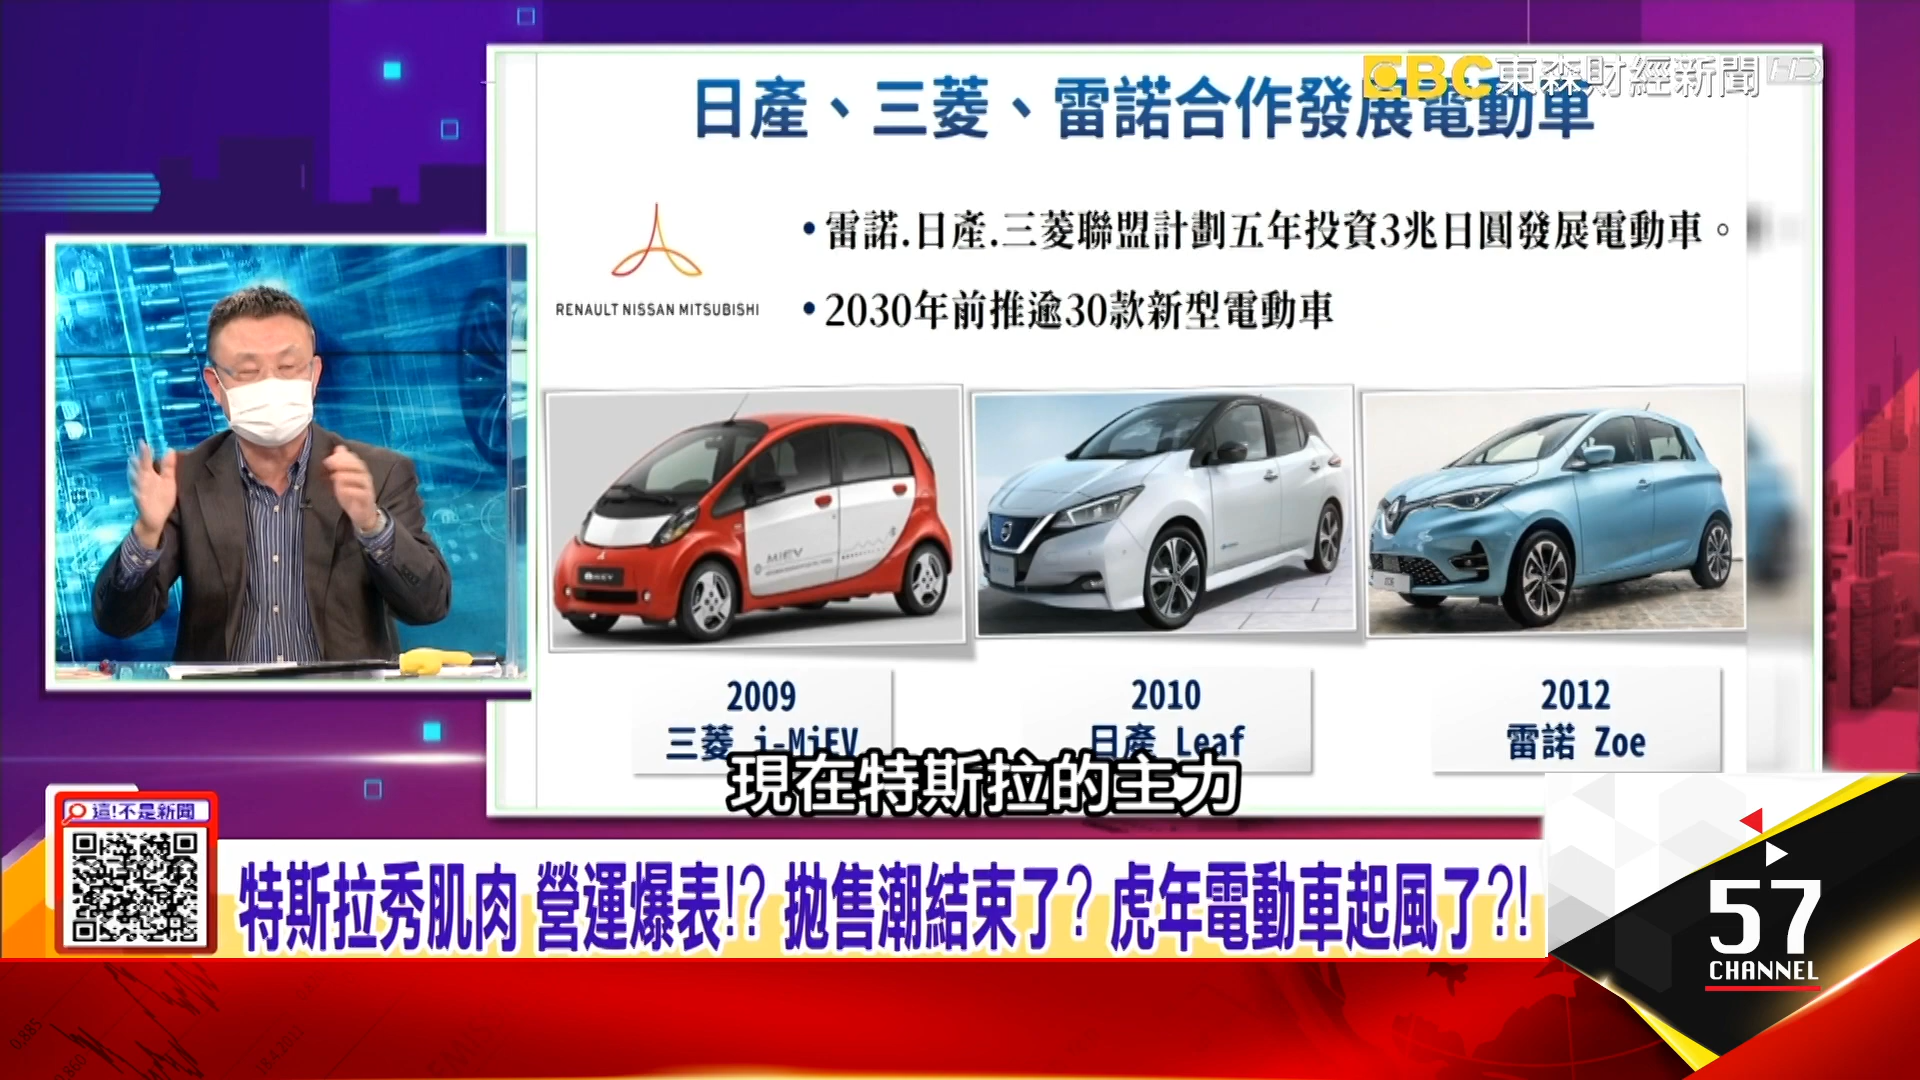 EBC 東森財經新聞 HD
日產、三菱、雷諾合作發展電動車
•雷諾.日產.三菱聯盟計劃五年投資3兆日圓發展電動車。
RENAULT NISSAN MITSUBISHI
•2030年前推逾30款新型電動車
MiEV
2009
三菱 i-MiEV
2010
日產 Leaf
2012
雷諾 Zoe
現在特斯拉的主力
這!不是新聞
特斯拉秀肌肉 營運爆表!? 拋售潮結束了? 虎年電動車起風了?!
57
CHANNEL